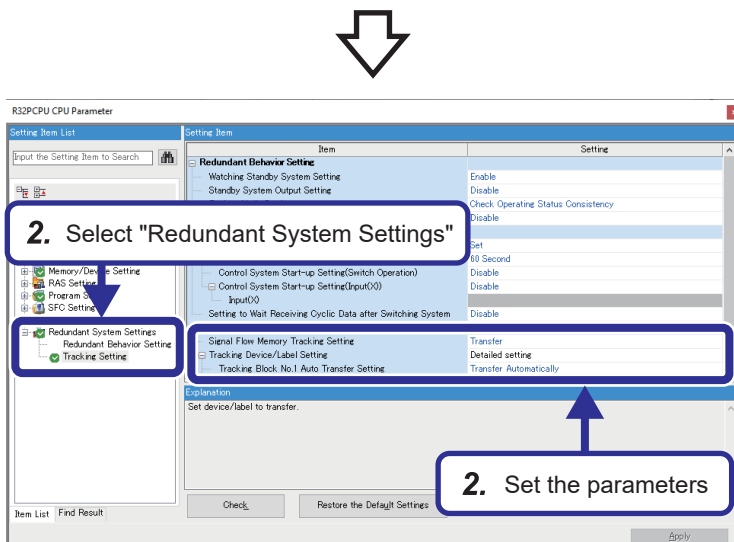 R32PCPU CPU Parameter
Setting Item List
Setting Item
Input the Setting Item to Search
Item
Setting
Redundant Behavior Setting
Watching Standby System Setting
Enable
Standby System Output Setting
Disable
Check Operating Status Consistency
Disable
2. Select "Redundant System Settings"
Set
60 Second
Memory/Device Setting
Control System Start-up Setting(Switch Operation)
Disable
RAS Setting
Control System Start-up Setting(Input(X))
Disable
Program S
Input(X)
SFC Setting
Setting to Wait Receiving Cyclic Data after Switching System
Disable
Redundant System Settings
Redundant Behavior Setting
Tracking Setting
Signal Flow Memory Tracking Setting
Transfer
Tracking Device/Label Setting
Detailed setting
Tracking Block No.1 Auto Transfer Setting
Transfer Automatically
Explanation
Set device/label to transfer.
2. Set the parameters
Check
Restore the Default Settings
Item List
Find Result
Apply